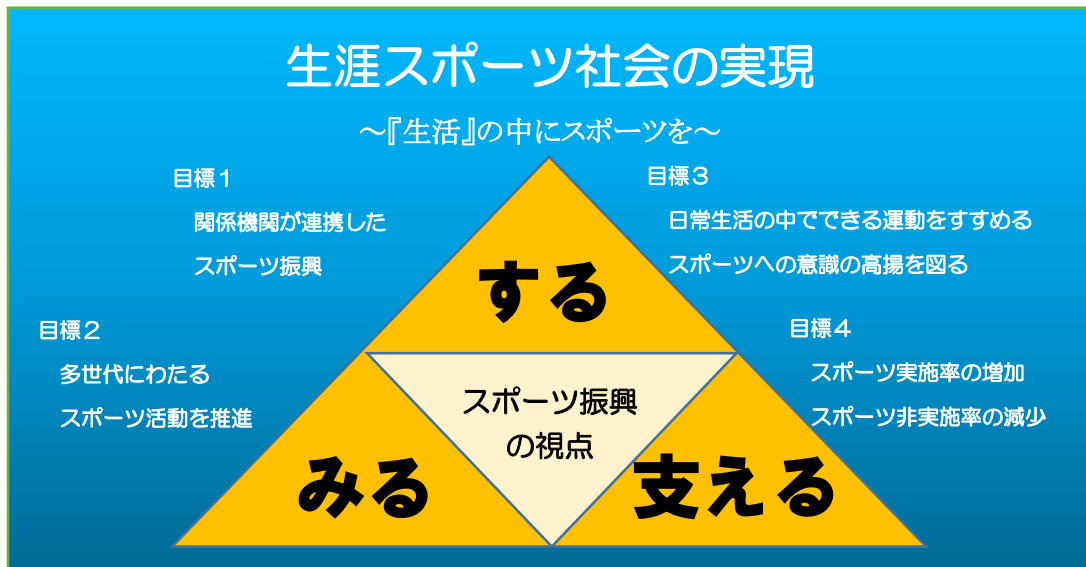 生涯スポーツ社会の実現
～『生活』の中にスポーツを～
目標１
関係機関が連携した
スポーツ振興
目標２
多世代にわたる
スポーツ活動を推進
目標３
日常生活の中でできる運動をすすめる
スポーツへの意識の高揚を図る
目標４
スポーツ実施率の増加
スポーツ非実施率の減少
する
スポーツ振興
の視点
みる
支える